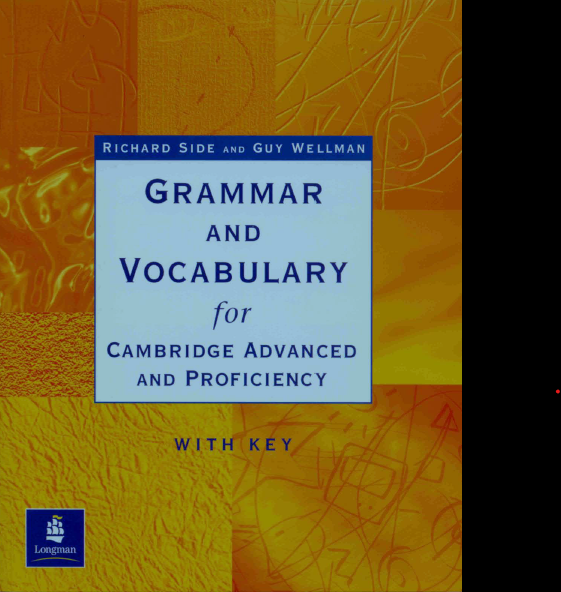 RICHARD SIDE AND GUY WELLMAN
GRAMMAR
AND
VOCABULARY
for
CAMBRIDGE ADVANCED
AND PROFICIENCY
WITH KEY
Longman